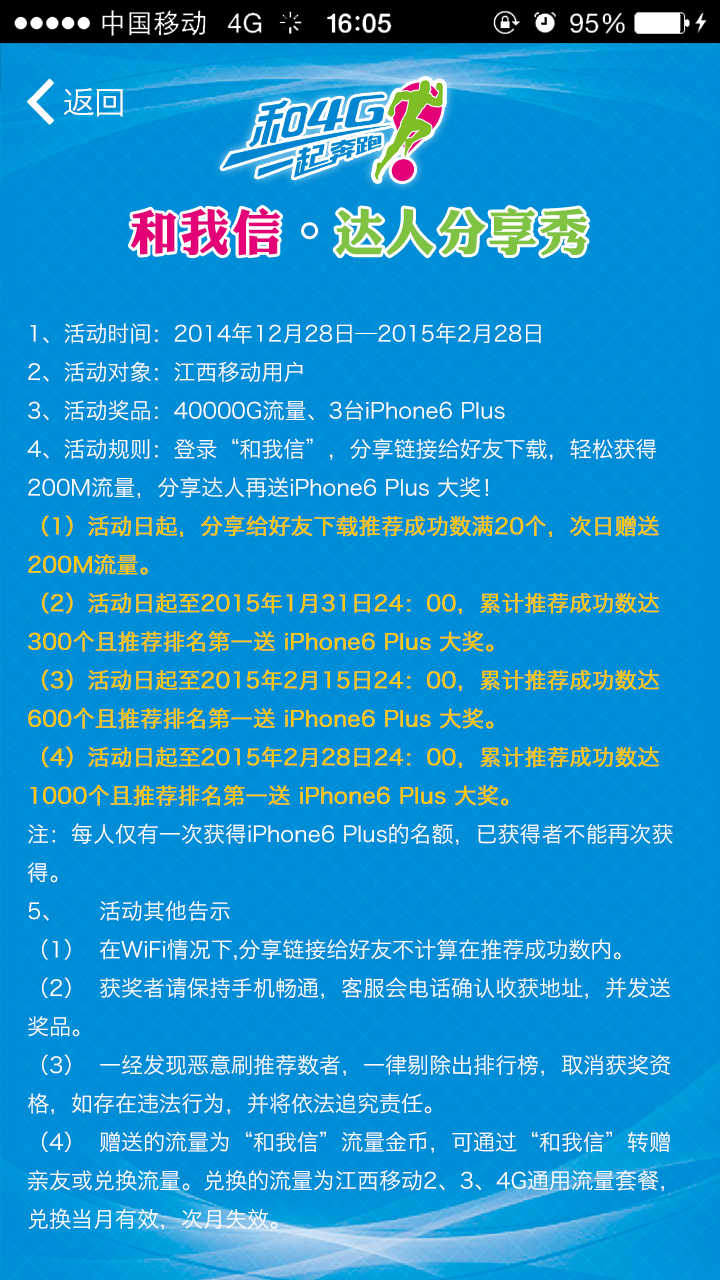 中国移动 4G 16:05 95%
返回
和4G
一起奔跑
和我信。达人分享秀
1、活动时间：2014年12月28日—2015年2月28日
2、活动对象：江西移动用户
3、活动奖品：40000G流量、3台iPhone6 Plus
4、活动规则：登录“和我信”，分享链接给好友下载，轻松获得
200M流量，分享达人再送iPhone6 Plus 大奖！
（1）活动日起，分享给好友下载推荐成功数满20个，次日赠送
200M流量。
（2）活动日起至2015年1月31日24：00，累计推荐成功数达
300个且推荐排名第一送 iPhone6 Plus 大奖。
（3）活动日起至2015年2月15日24：00，累计推荐成功数达
600个且推荐排名第一送 iPhone6 Plus 大奖。
（4）活动日起至2015年2月28日24：00，累计推荐成功数达
1000个且推荐排名第一送 iPhone6 Plus 大奖。
注：每人仅有一次获得iPhone6 Plus的名额，已获得者不能再次获
得。
5、 活动其他告示
（1） 在WiFi情况下,分享链接给好友不计算在推荐成功数内。
（2） 获奖者请保持手机畅通，客服会电话确认收获地址，并发送
奖品。
（3） 一经发现恶意刷推荐数者，一律剔除出排行榜，取消获奖资
格，如存在违法行为，并将依法追究责任。
（4） 赠送的流量为“和我信”流量金币，可通过“和我信”转赠
亲友或兑换流量。兑换的流量为江西移动2、3、4G通用流量套餐，
兑换当月有效，次月失效。